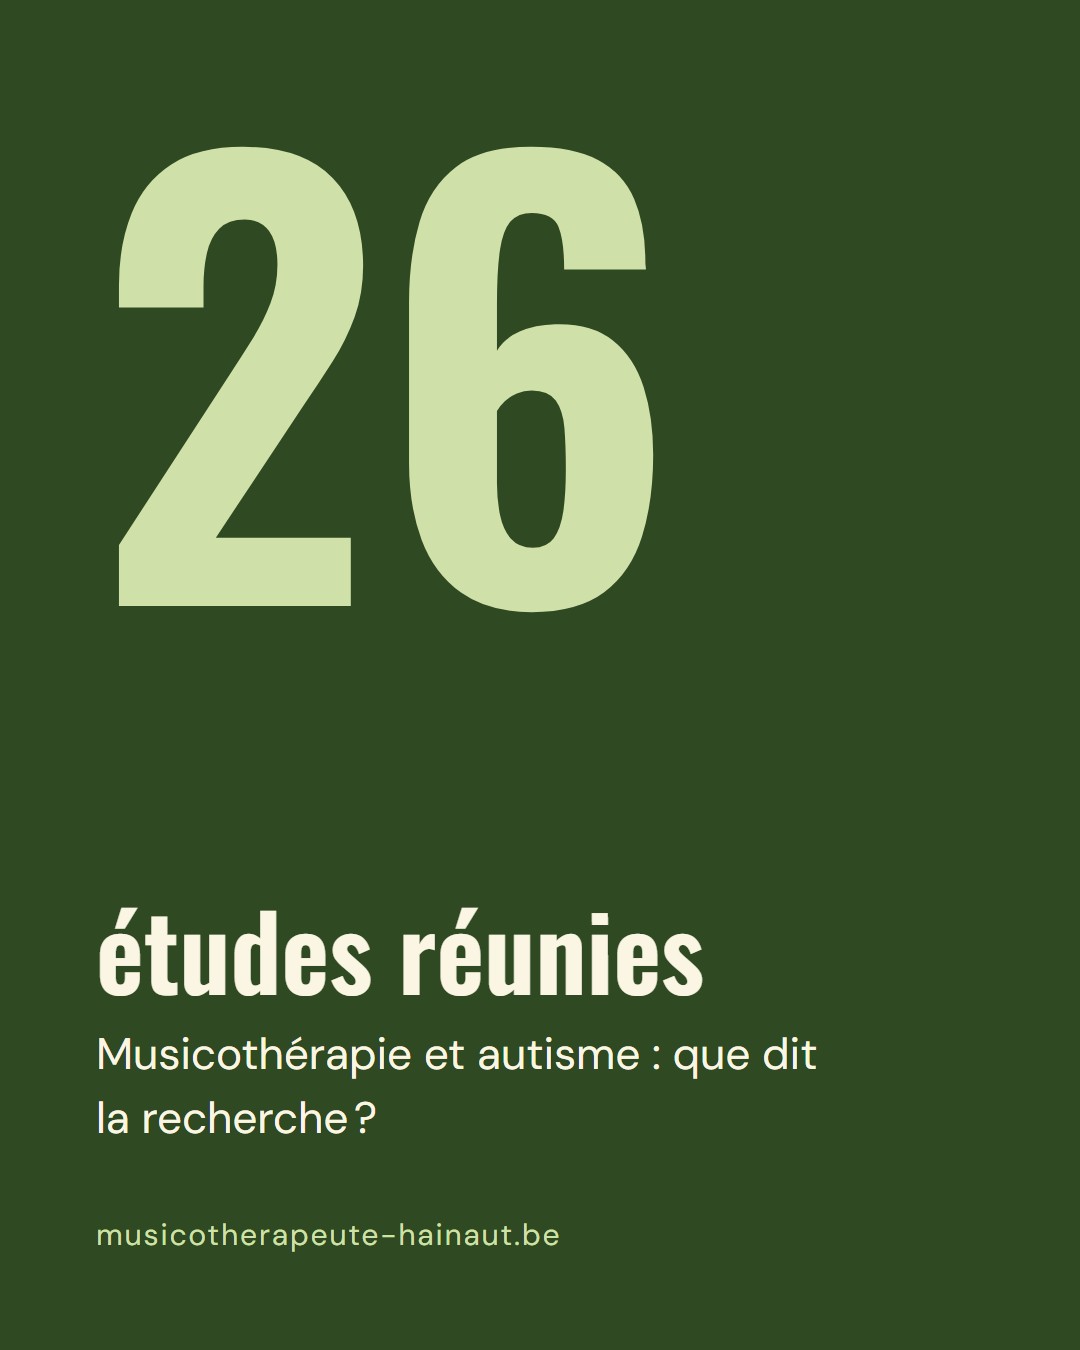 26
études réunies
Musicothérapie et autisme : que dit
la recherche ?
musicotherapeute-hainaut.be